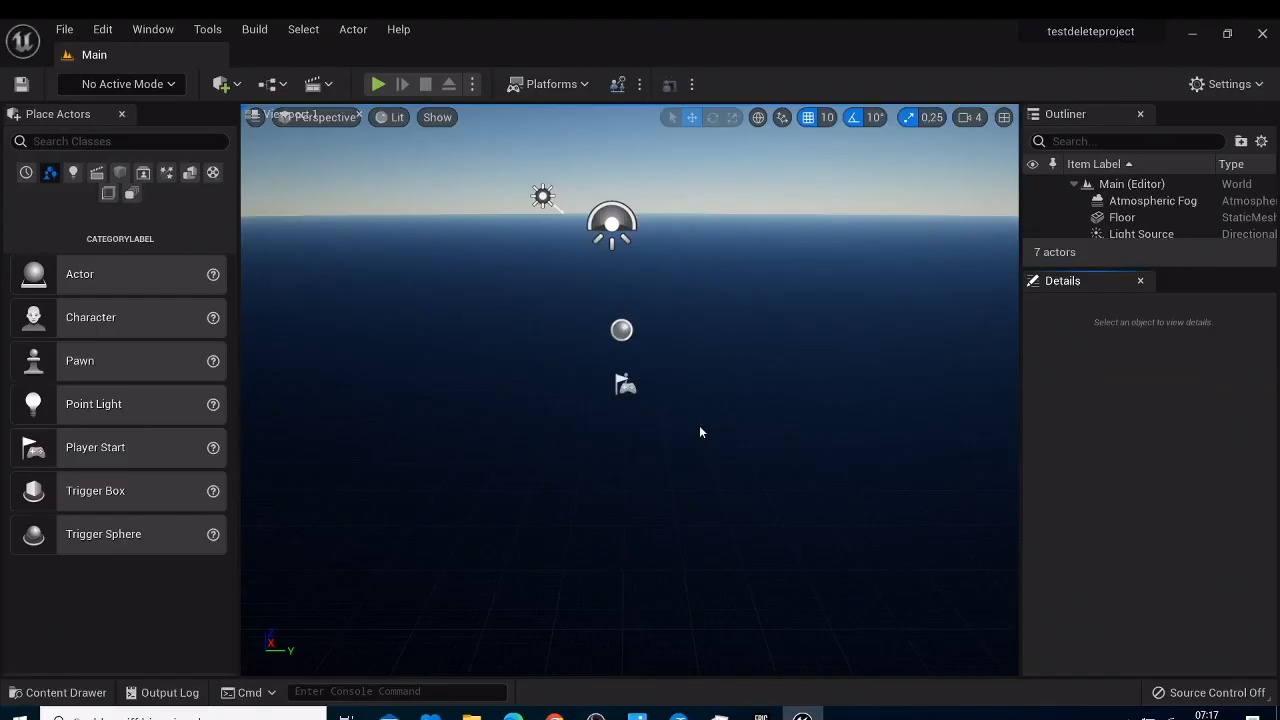 File Edit Window Tools Build Select Actor Help
testdeleteproject
Main
No Active Mode
Platforms
Settings
Place Actors
Viewport 1
Outliner
Perspective
Lit
Show
10
10°
0,25
4
Search Classes
Search...
Item Label
Type
Main (Editor)
World
Atmospheric Fog
Atmosphe
Floor
StaticMesh
Light Source
Directional
7 actors
CATEGORYLABEL
Details
Select an object to view details.
Actor
Character
Pawn
Point Light
Player Start
Trigger Box
Trigger Sphere
Z
X
Y
Content Drawer
Output Log
Cmd
Enter Console Command
Source Control Off
07:17